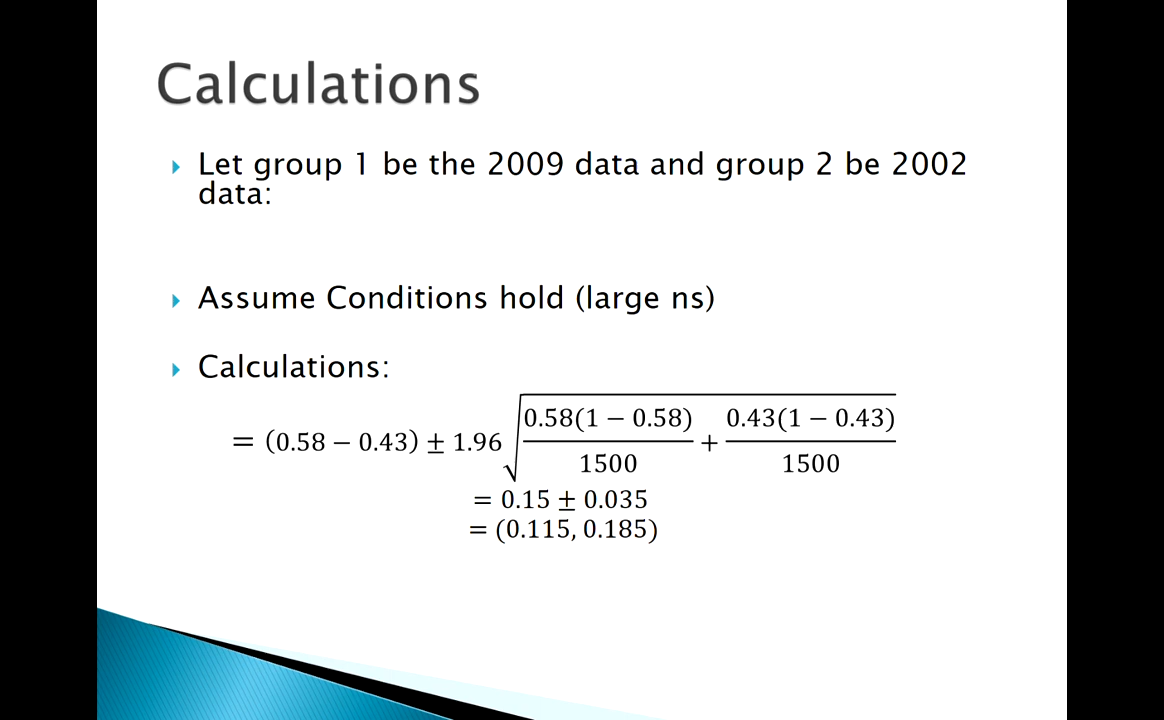 Calculations
Let group 1 be the 2009 data and group 2 be 2002
data:
Assume Conditions hold (large ns)
Calculations:
= (0.58 − 0.43) ± 1.96 √(0.58(1 − 0.58)/1500 + 0.43(1 − 0.43)/1500)
= 0.15 ± 0.035
= (0.115, 0.185)